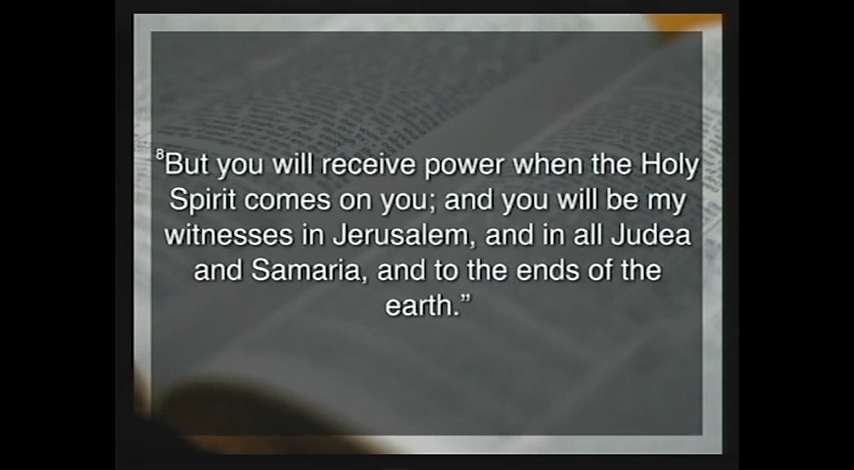 ⁸But you will receive power when the Holy
Spirit comes on you; and you will be my
witnesses in Jerusalem, and in all Judea
and Samaria, and to the ends of the
earth.”